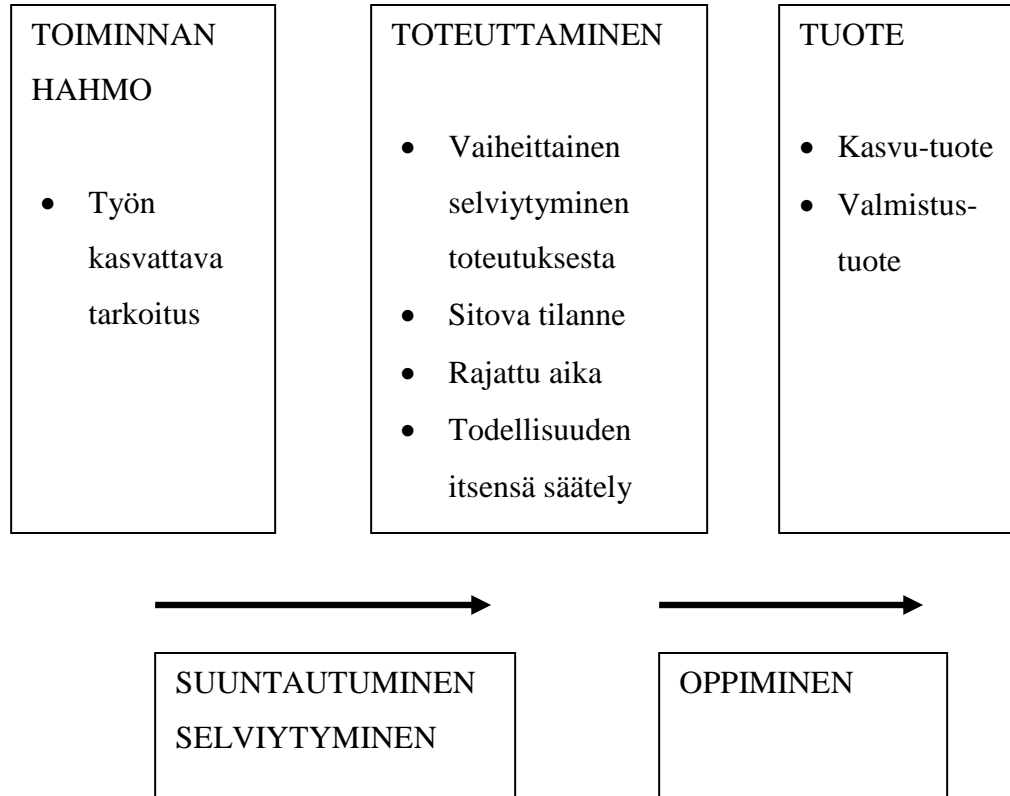 TOIMINNAN
HAHMO
• Työn
kasvattava
tarkoitus
TOTEUTTAMINEN
• Vaiheittainen
selviytyminen
toteutuksesta
• Sitova tilanne
• Rajattu aika
• Todellisuuden
itsensä säätely
TUOTE
• Kasvu-tuote
• Valmistus-
tuote
SUUNTAUTUMINEN
SELVIYTYMINEN
OPPIMINEN